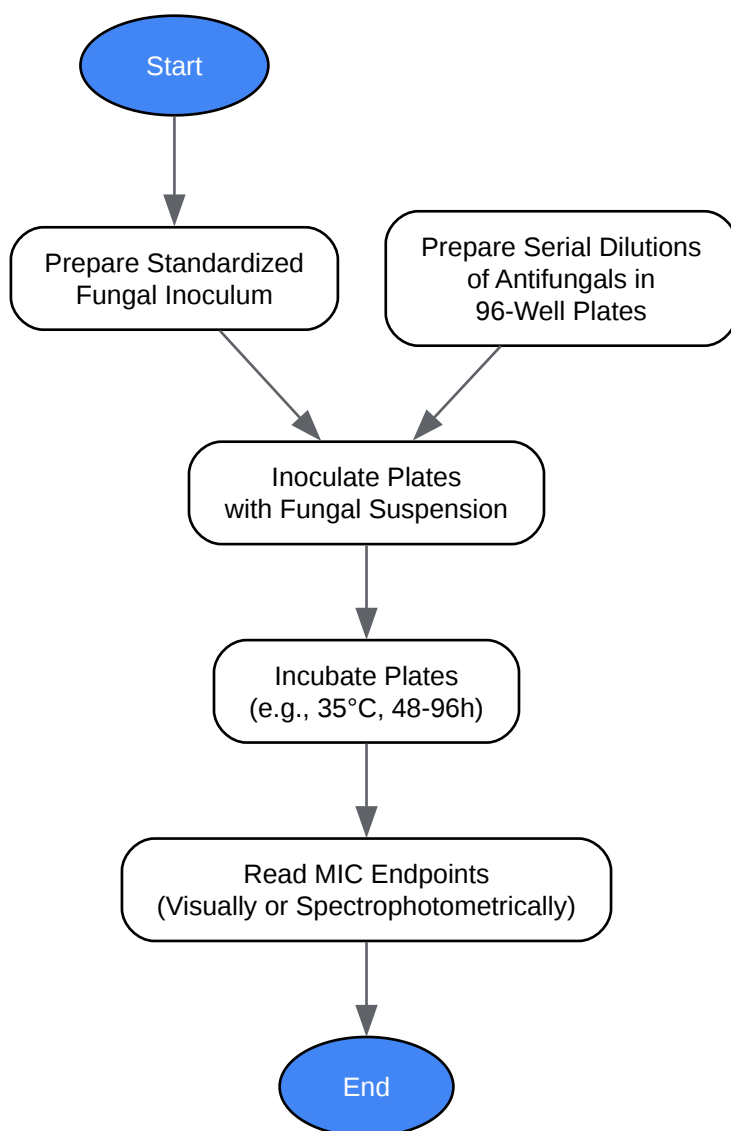 Start
Prepare Standardized
Fungal Inoculum
Prepare Serial Dilutions
of Antifungals in
96-Well Plates
Inoculate Plates
with Fungal Suspension
Incubate Plates
(e.g., 35°C, 48-96h)
Read MIC Endpoints
(Visually or Spectrophotometrically)
End